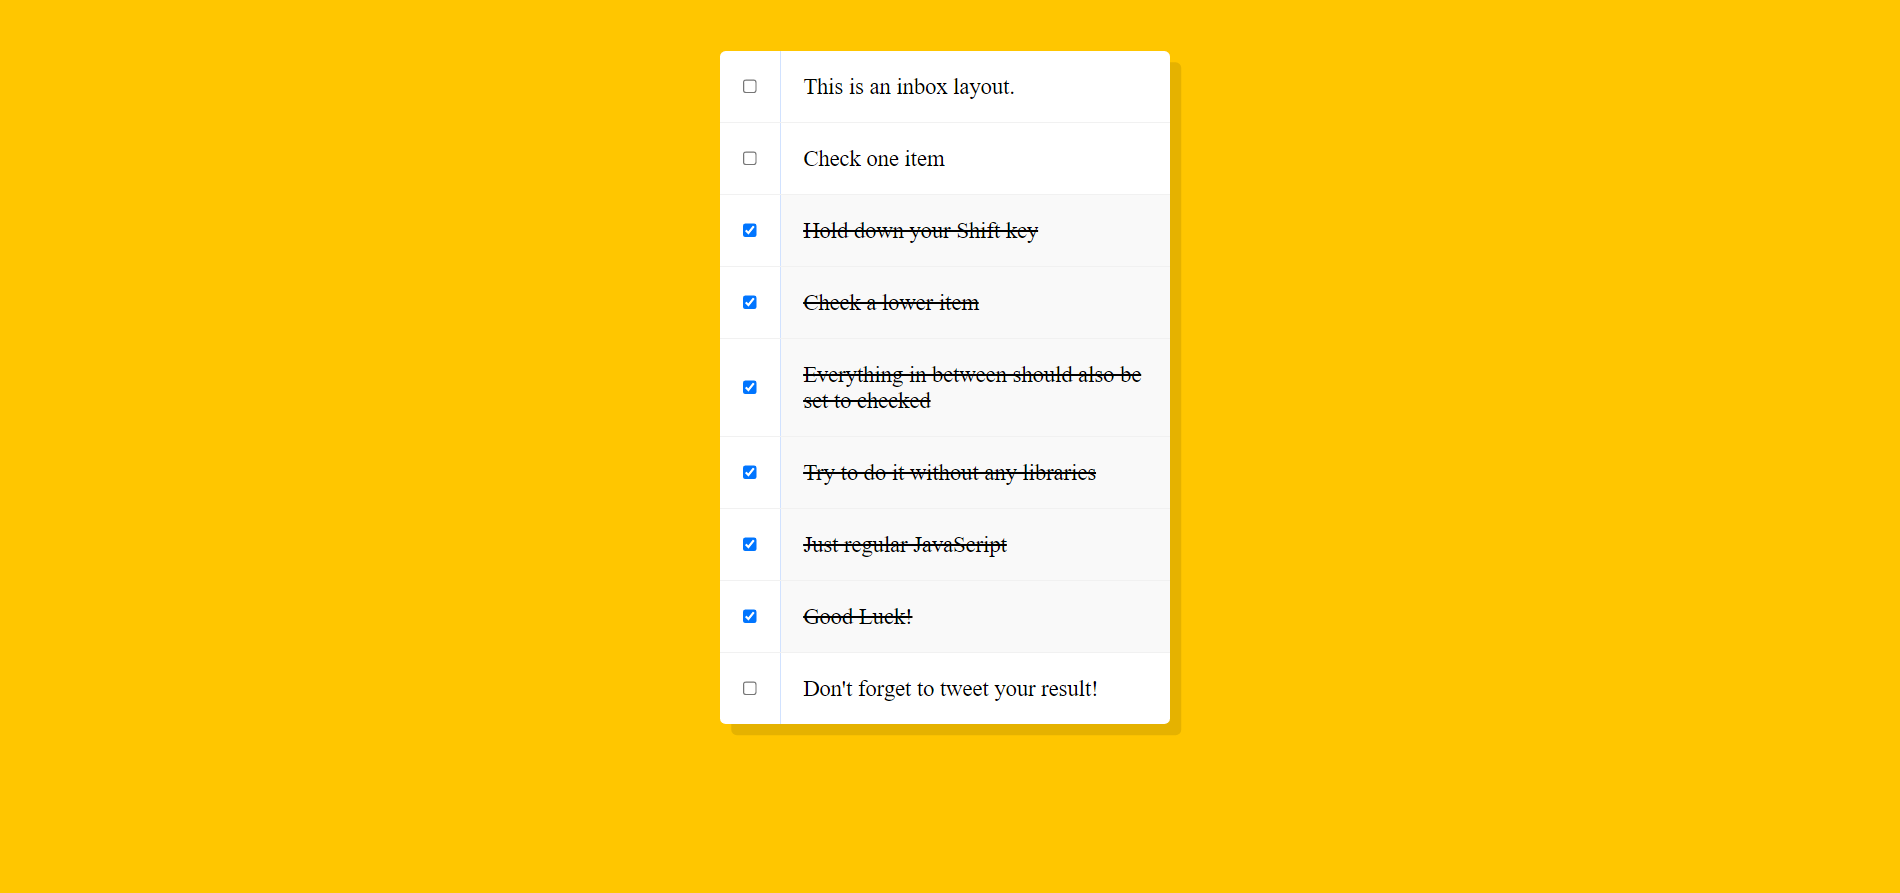 This is an inbox layout.
Check one item
Hold down your Shift key
Check a lower item
Everything in between should also be
set to checked
Try to do it without any libraries
Just regular JavaScript
Good Luck!
Don't forget to tweet your result!